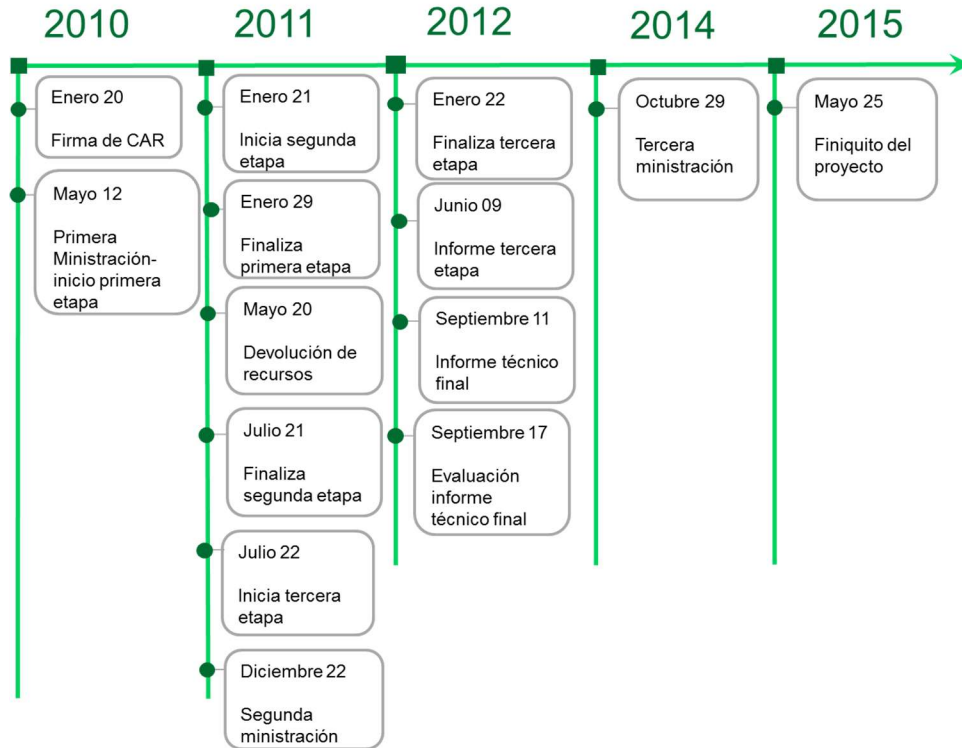 2010
2011
2012
2014
2015
Enero 20
Firma de CAR
Mayo 12
Primera
Ministración-
inicio primera
etapa
Enero 21
Inicia segunda
etapa
Enero 29
Finaliza
primera etapa
Mayo 20
Devolución de
recursos
Julio 21
Finaliza
segunda etapa
Julio 22
Inicia tercera
etapa
Diciembre 22
Segunda
ministración
Enero 22
Finaliza tercera
etapa
Junio 09
Informe tercera
etapa
Septiembre 11
Informe técnico
final
Septiembre 17
Evaluación
informe
técnico final
Octubre 29
Tercera
ministración
Mayo 25
Finiquito del
proyecto